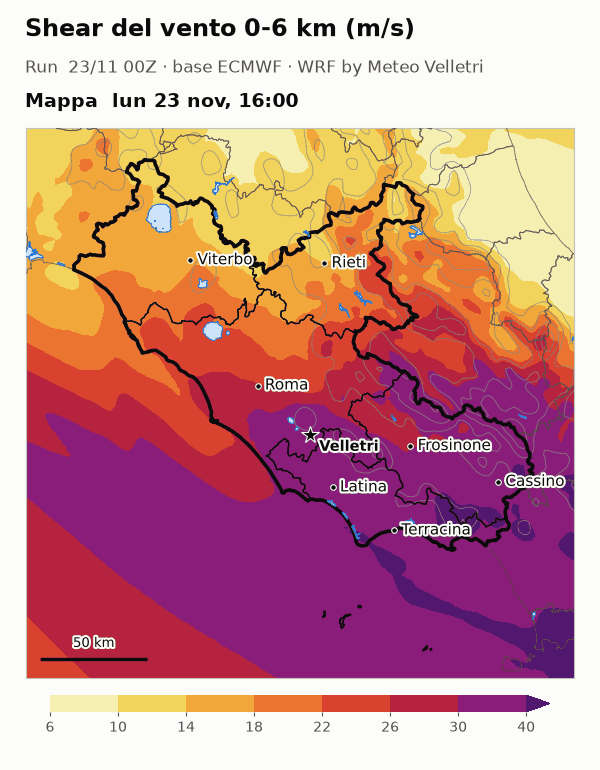 Shear del vento 0-6 km (m/s)
Run  23/11 00Z · base ECMWF · WRF by Meteo Velletri
Mappa  lun 23 nov, 16:00
Viterbo
Rieti
Roma
Velletri
Frosinone
Latina
Cassino
Terracina
50 km
6 10 14 18 22 26 30 40